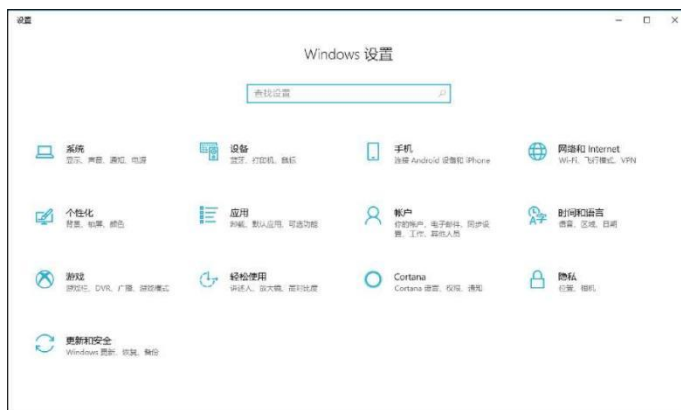 设置
Windows 设置
查找设置
系统
显示、声音、通知、电源
设备
蓝牙、打印机、鼠标
手机
连接 Android 设备和 iPhone
网络和 Internet
Wi-Fi、飞行模式、VPN
个性化
背景、锁屏、颜色
应用
卸载、默认应用、可选功能
帐户
你的帐户、电子邮件、同步设
置、工作、其他人员
时间和语言
语音、区域、日期
游戏
游戏栏、DVR、广播、游戏模式
轻松使用
讲述人、放大镜、高对比度
Cortana
Cortana 语言、权限、通知
隐私
位置、相机
更新和安全
Windows 更新、恢复、备份